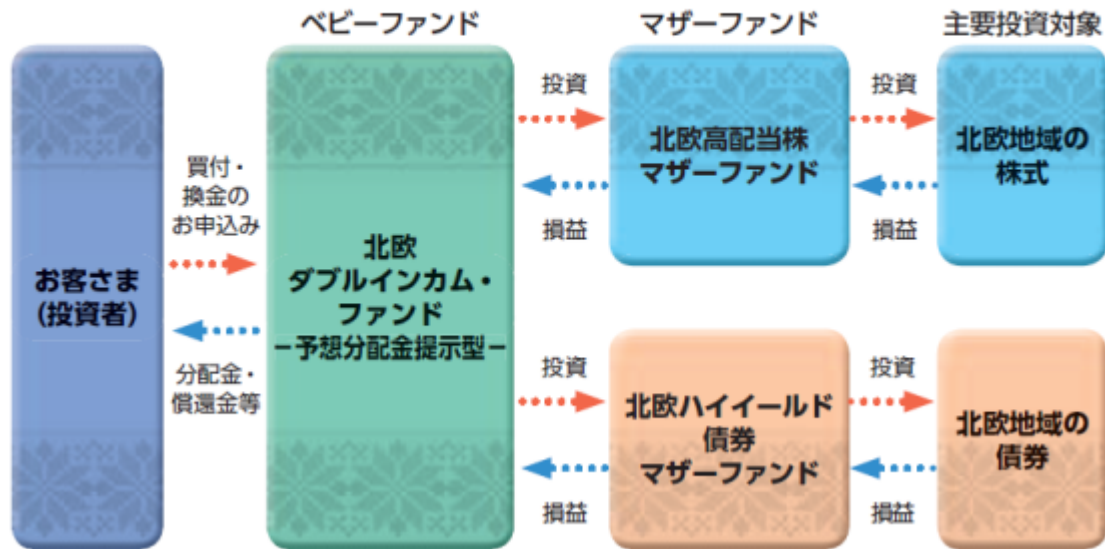 ベビーファンド
マザーファンド
主要投資対象
お客さま
(投資者)
買付・
換金の
お申込み
分配金・
償還金等
北欧
ダブルインカム・
ファンド
－予想分配金提示型－
投資
損益
北欧高配当株
マザーファンド
投資
損益
北欧地域の
株式
投資
損益
北欧ハイイールド
債券
マザーファンド
投資
損益
北欧地域の
債券